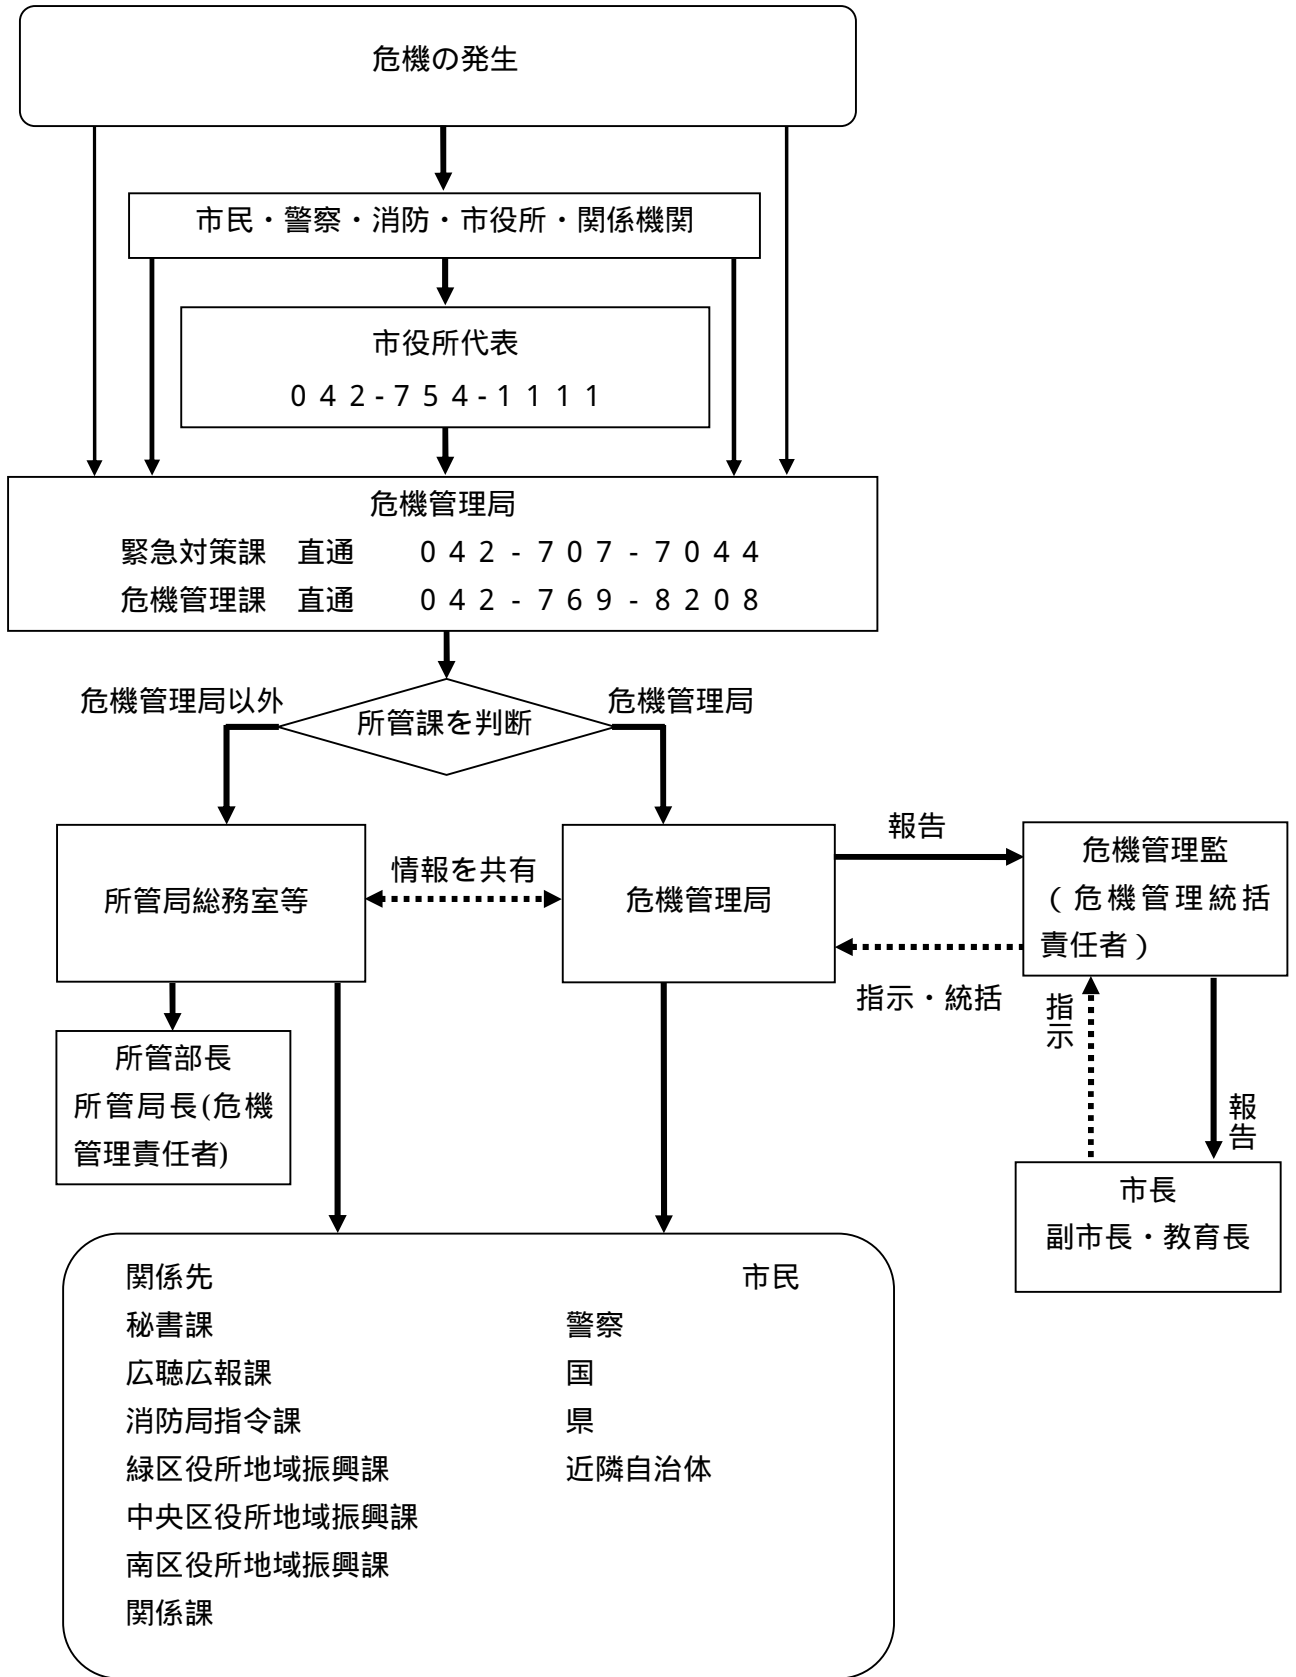 危機の発生
市民・警察・消防・市役所・関係機関
市役所代表
042-754-1111
危機管理局
緊急対策課　直通　042-707-7044
危機管理課　直通　042-769-8208
危機管理局以外
危機管理局
所管課を判断
所管局総務室等
情報を共有
危機管理局
報告
危機管理監
(危機管理統括
責任者)
指示・統括
指示
報告
所管部長
所管局長(危機
管理責任者)
市長
副市長・教育長
関係先　市民
秘書課　警察
広聴広報課　国
消防局指令課　県
緑区役所地域振興課　近隣自治体
中央区役所地域振興課
南区役所地域振興課
関係課